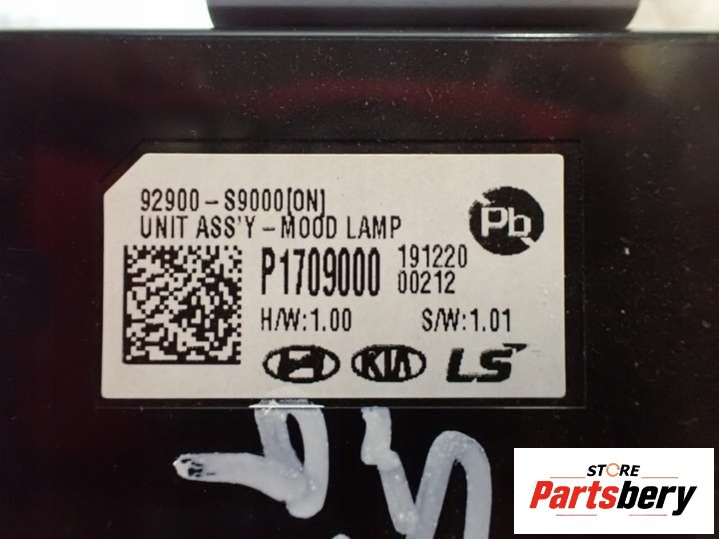 92900-S9000[ON]
UNIT ASS'Y-MOOD LAMP
Pb
P1709000
191220
00212
H/W:1.00
S/W:1.01
KIA
LS
STORE
Partsbery